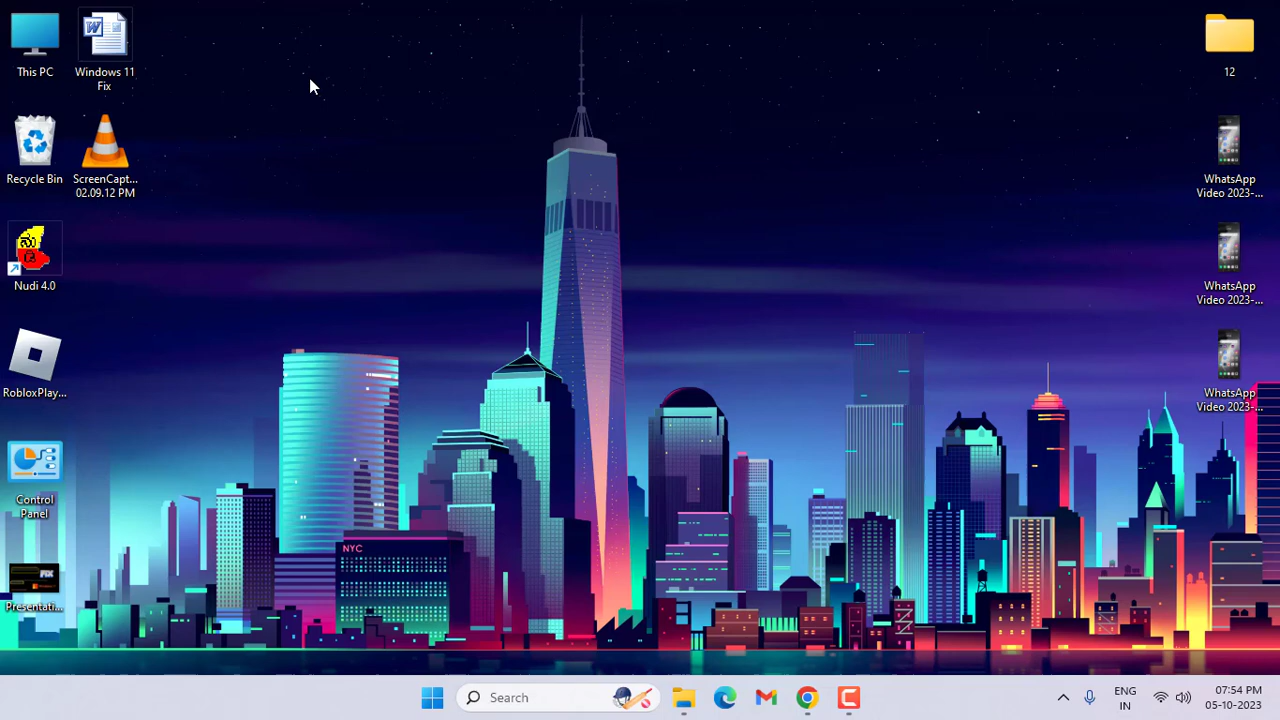 This PC
Windows 11
Fix
Recycle Bin
ScreenCapt...
02.09.12 PM
Nudi 4.0
RobloxPlay...
Control
Panel
FIX
Presentati...
12
WhatsApp
Video 2023-...
WhatsApp
Video 2023-...
WhatsApp
Video 2023-...
NYC
Search
ENG
IN
07:54 PM
05-10-2023